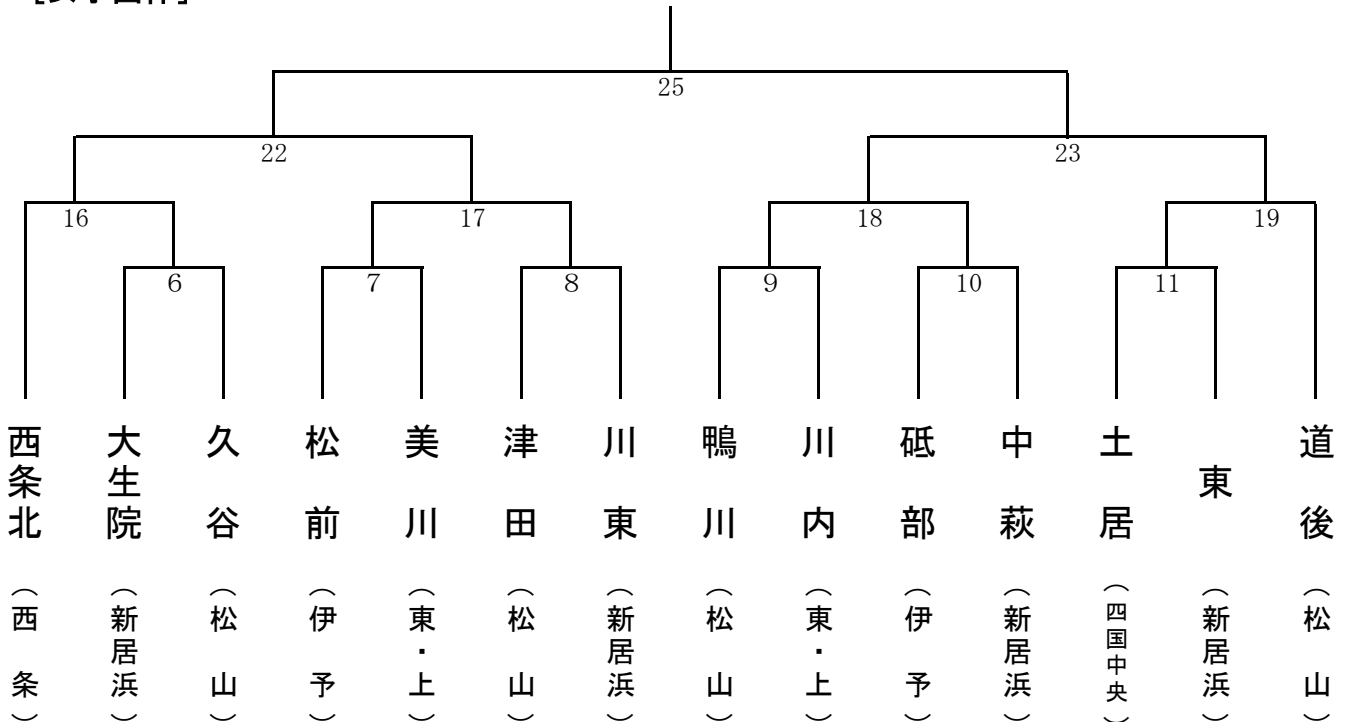 25
22
23
16
17
18
19
6
7
8
9
10
11
西条北
(西条)
大生院
(新居浜)
久谷
(松山)
松前
(伊予)
美川
(東・上)
津田
(松山)
川東
(新居浜)
鴨川
(松山)
川内
(東・上)
砥部
(伊予)
中萩
(新居浜)
土居
(四国中央)
東
(新居浜)
道後
(松山)